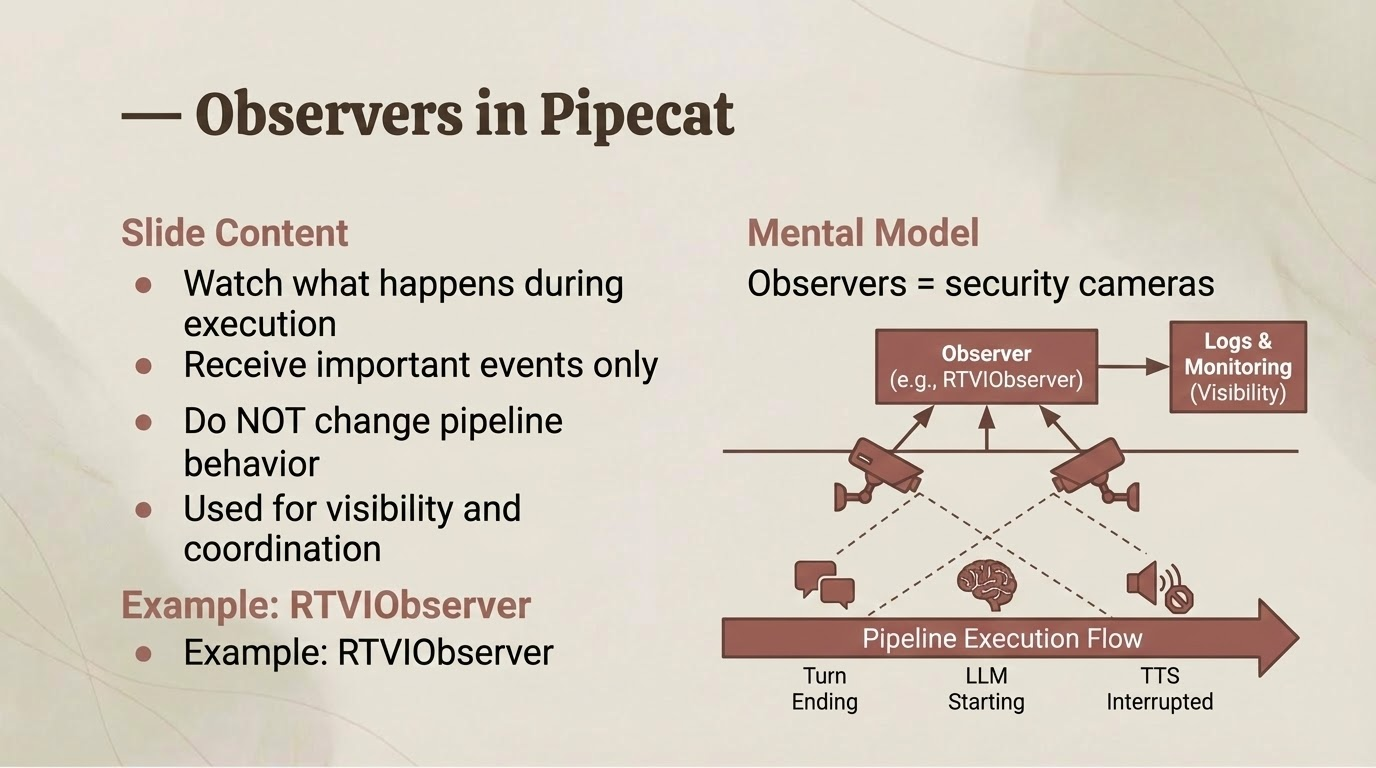 — Observers in Pipecat
Slide Content
● Watch what happens during
execution
● Receive important events only
● Do NOT change pipeline
behavior
● Used for visibility and
coordination
Example: RTVIObserver
● Example: RTVIObserver
Mental Model
Observers = security cameras
Observer
(e.g., RTVIObserver)
Logs &
Monitoring
(Visibility)
Pipeline Execution Flow
Turn
Ending
LLM
Starting
TTS
Interrupted